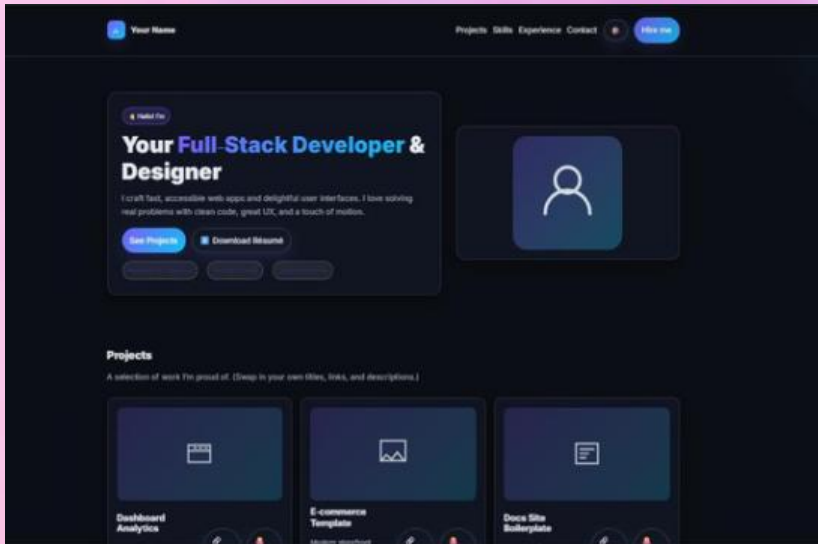 Your Name
Projects Skills Experience Contact
Hire me
Hello! I'm
Your Full-Stack Developer &
Designer
I craft fast, accessible web apps and delightful user interfaces. I love solving
real problems with clean code, great UX, and a touch of motion.
See Projects
Download Résumé
Projects
A selection of work I'm proud of. (Swap in your own titles, links, and descriptions.)
Dashboard
Analytics
E-commerce
Template
Modern storefront
Docs Site
Boilerplate